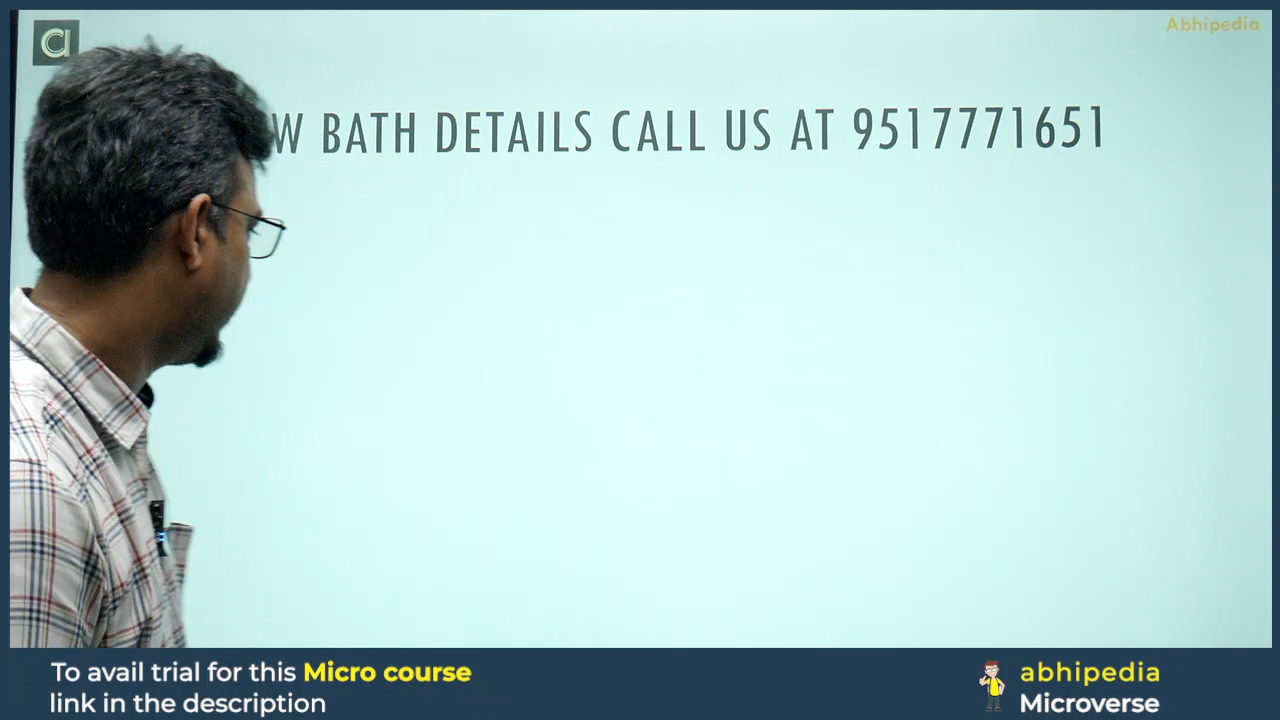 a
Abhipedia
W BATH DETAILS CALL US AT 9517771651
To avail trial for this Micro course
link in the description
abhipedia
Microverse